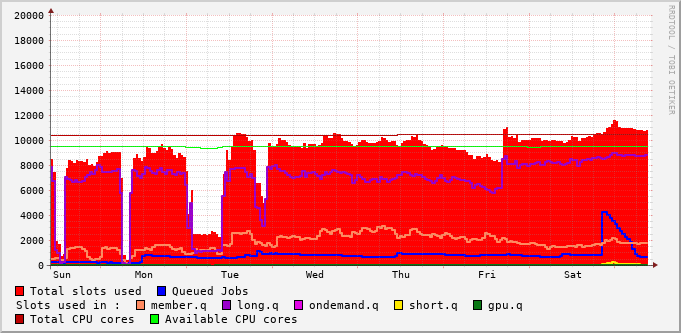 RRDTOOL / TOBI OETIKER
20000
18000
16000
14000
12000
10000
8000
6000
4000
2000
0
Sun Mon Tue Wed Thu Fri Sat
Total slots used Queued Jobs
Slots used in : member.q long.q ondemand.q short.q gpu.q
Total CPU cores Available CPU cores